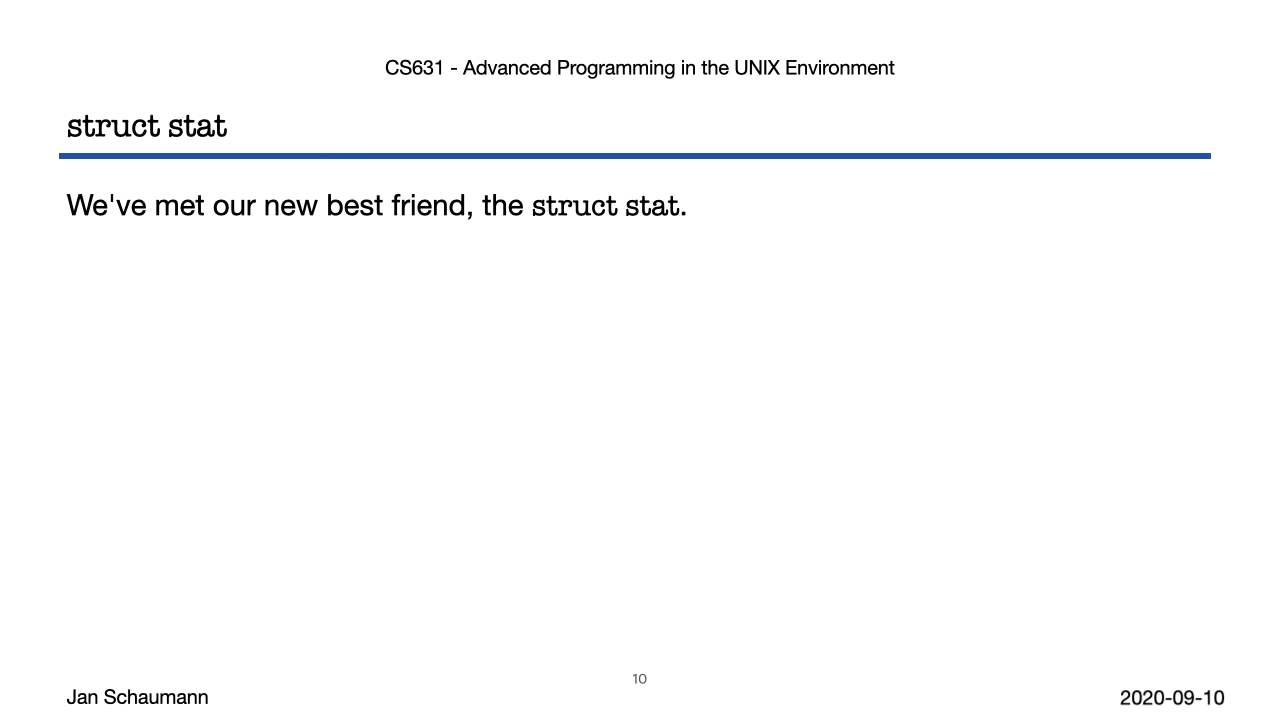 CS631 - Advanced Programming in the UNIX Environment
struct stat
We've met our new best friend, the struct stat.
10
Jan Schaumann
2020-09-10